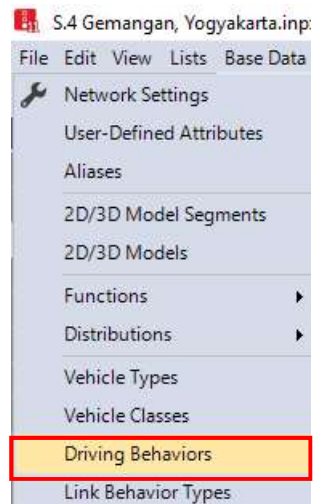 S.4 Gemangan, Yogyakarta.inp:
File Edit View Lists Base Data
Network Settings
User-Defined Attributes
Aliases
2D/3D Model Segments
2D/3D Models
Functions
Distributions
Vehicle Types
Vehicle Classes
Driving Behaviors
Link Behavior Types